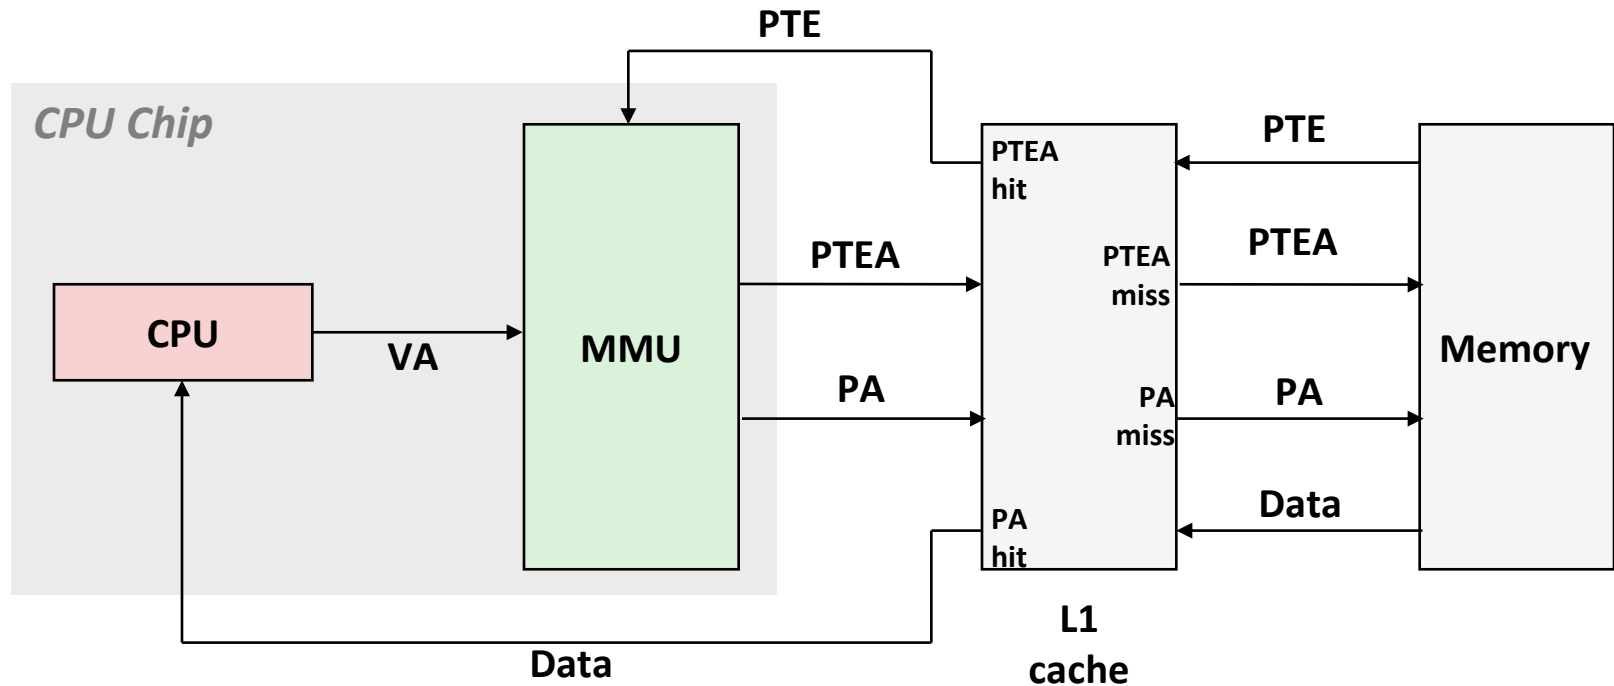 PTE
CPU Chip
PTEA
hit
PTE
PTEA
PTEA
miss
PTEA
CPU
VA
MMU
Memory
PA
PA
miss
PA
PA
hit
Data
L1
cache
Data